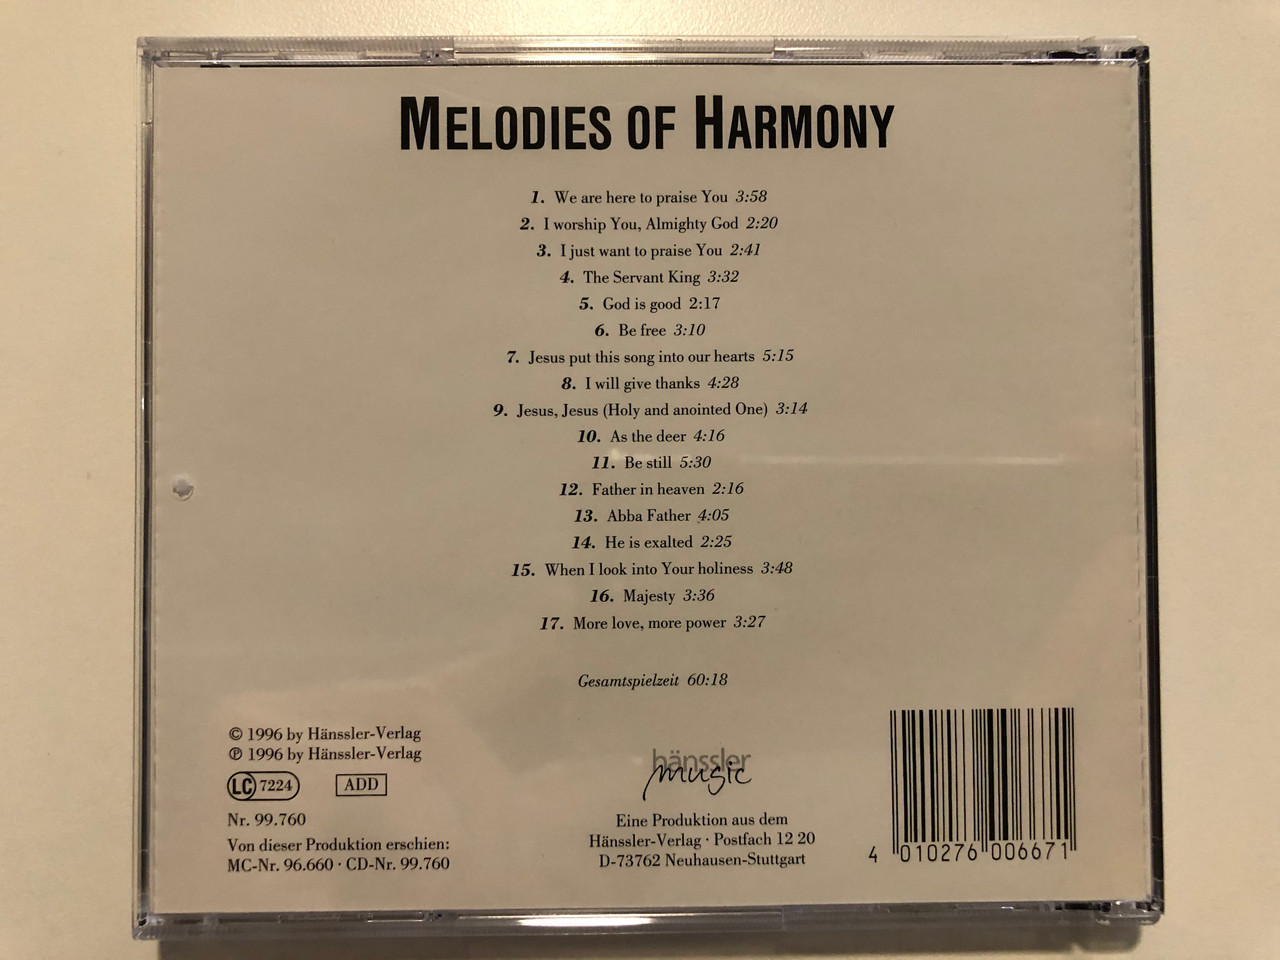 MELODIES OF HARMONY
1. We are here to praise You 3:58
2. I worship You, Almighty God 2:20
3. I just want to praise You 2:41
4. The Servant King 3:32
5. God is good 2:17
6. Be free 3:10
7. Jesus put this song into our hearts 5:15
8. I will give thanks 4:28
9. Jesus, Jesus (Holy and anointed One) 3:14
10. As the deer 4:16
11. Be still 5:30
12. Father in heaven 2:16
13. Abba Father 4:05
14. He is exalted 2:25
15. When I look into Your holiness 3:48
16. Majesty 3:36
17. More love, more power 3:27
Gesamtspielzeit 60:18
© 1996 by Hänssler-Verlag
℗ 1996 by Hänssler-Verlag
LC 7224 ADD
Nr. 99.760
Von dieser Produktion erschien:
MC-Nr. 96.660 · CD-Nr. 99.760
hänssler
music
Eine Produktion aus dem
Hänssler-Verlag · Postfach 12 20
D-73762 Neuhausen-Stuttgart
4 010276 006671